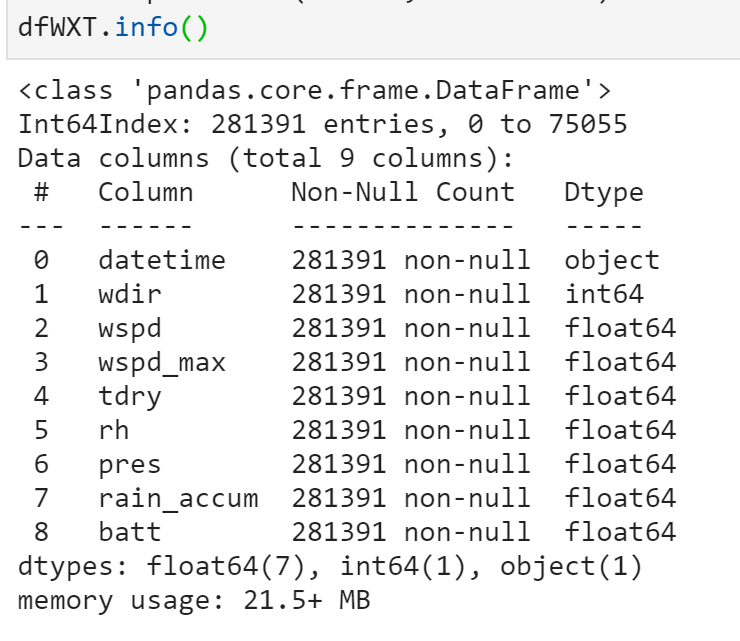 dfWXT.info()
<class 'pandas.core.frame.DataFrame'>
Int64Index: 281391 entries, 0 to 75055
Data columns (total 9 columns):
 #   Column      Non-Null Count   Dtype
---  ------      --------------   -----
 0   datetime    281391 non-null  object
 1   wdir        281391 non-null  int64
 2   wspd        281391 non-null  float64
 3   wspd_max    281391 non-null  float64
 4   tdry        281391 non-null  float64
 5   rh          281391 non-null  float64
 6   pres        281391 non-null  float64
 7   rain_accum  281391 non-null  float64
 8   batt        281391 non-null  float64
dtypes: float64(7), int64(1), object(1)
memory usage: 21.5+ MB